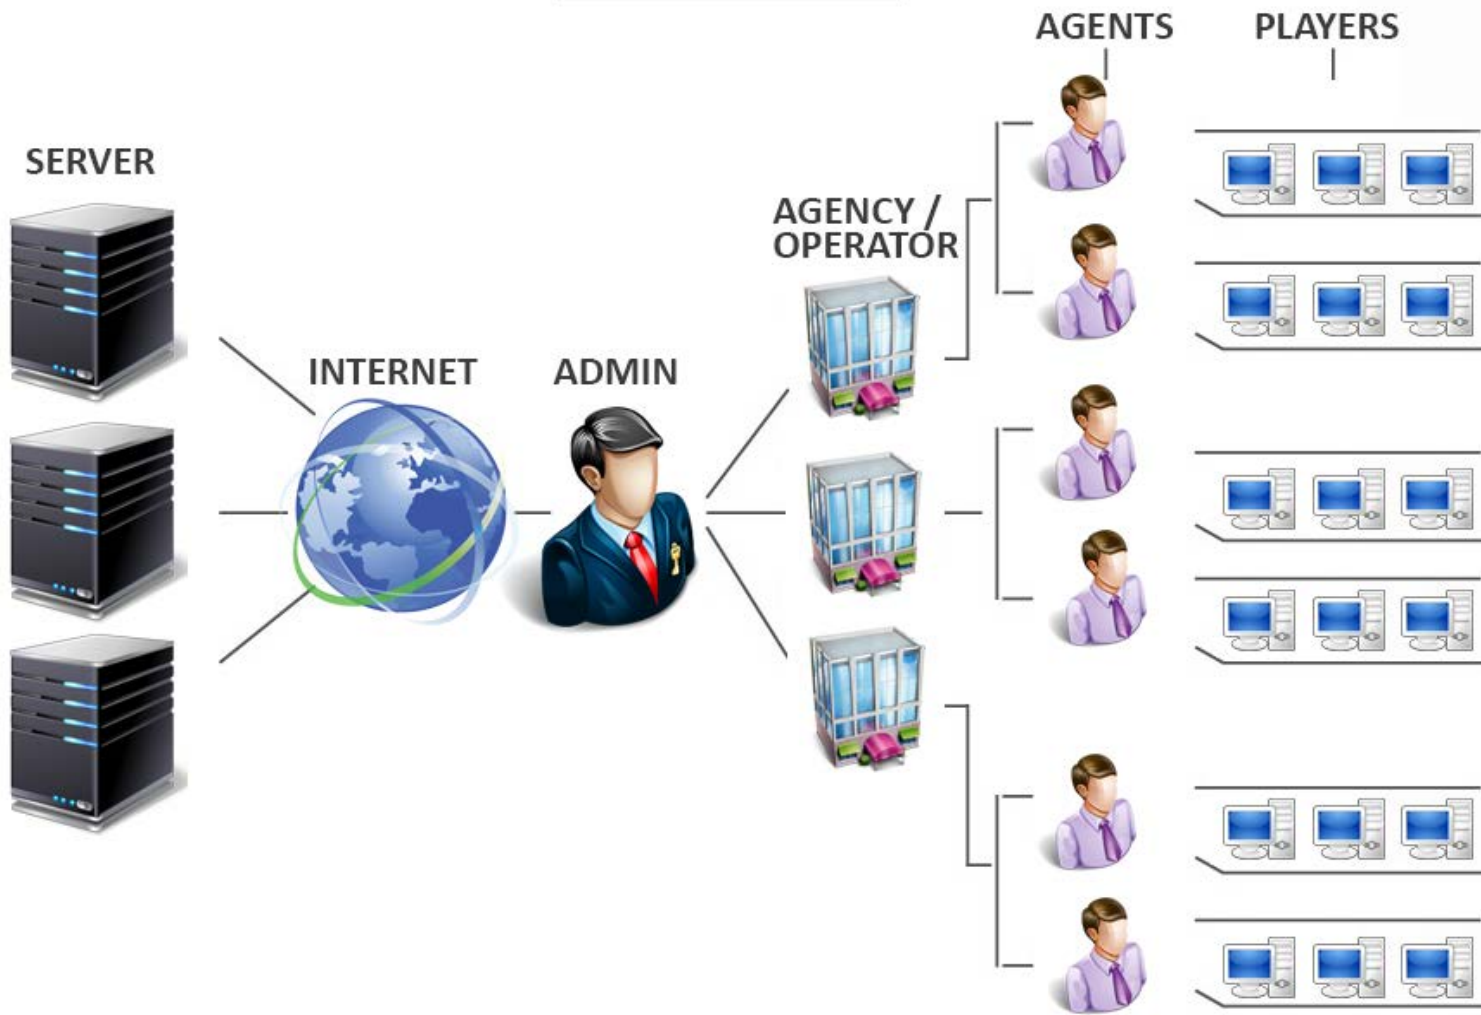 AGENTS
PLAYERS
SERVER
AGENCY /
OPERATOR
INTERNET
ADMIN